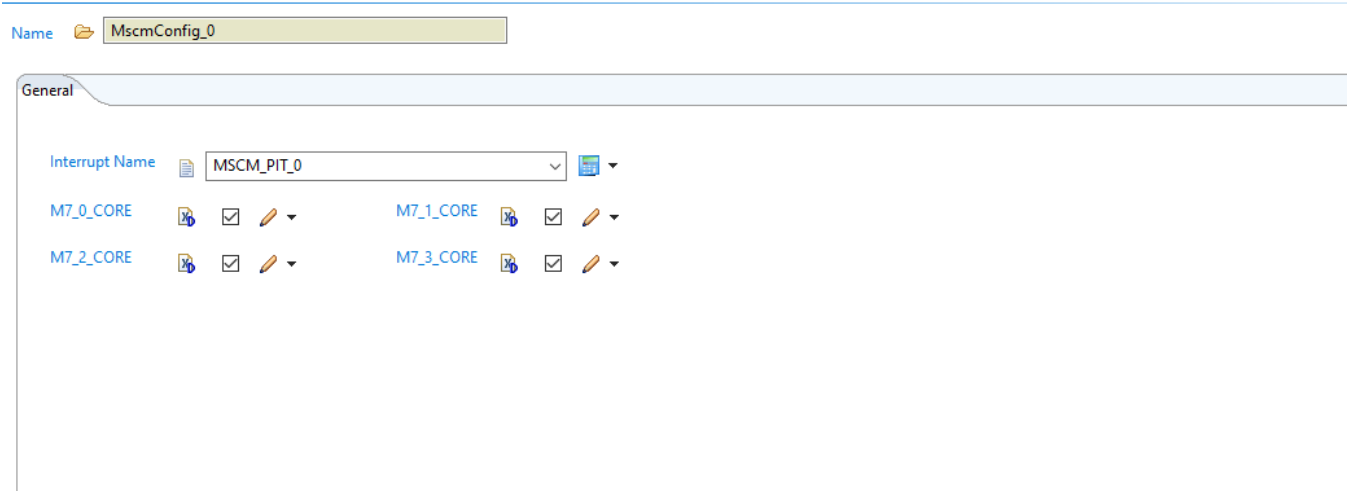 Name MscmConfig_0
General
Interrupt Name MSCM_PIT_0
M7_0_CORE M7_1_CORE
M7_2_CORE M7_3_CORE